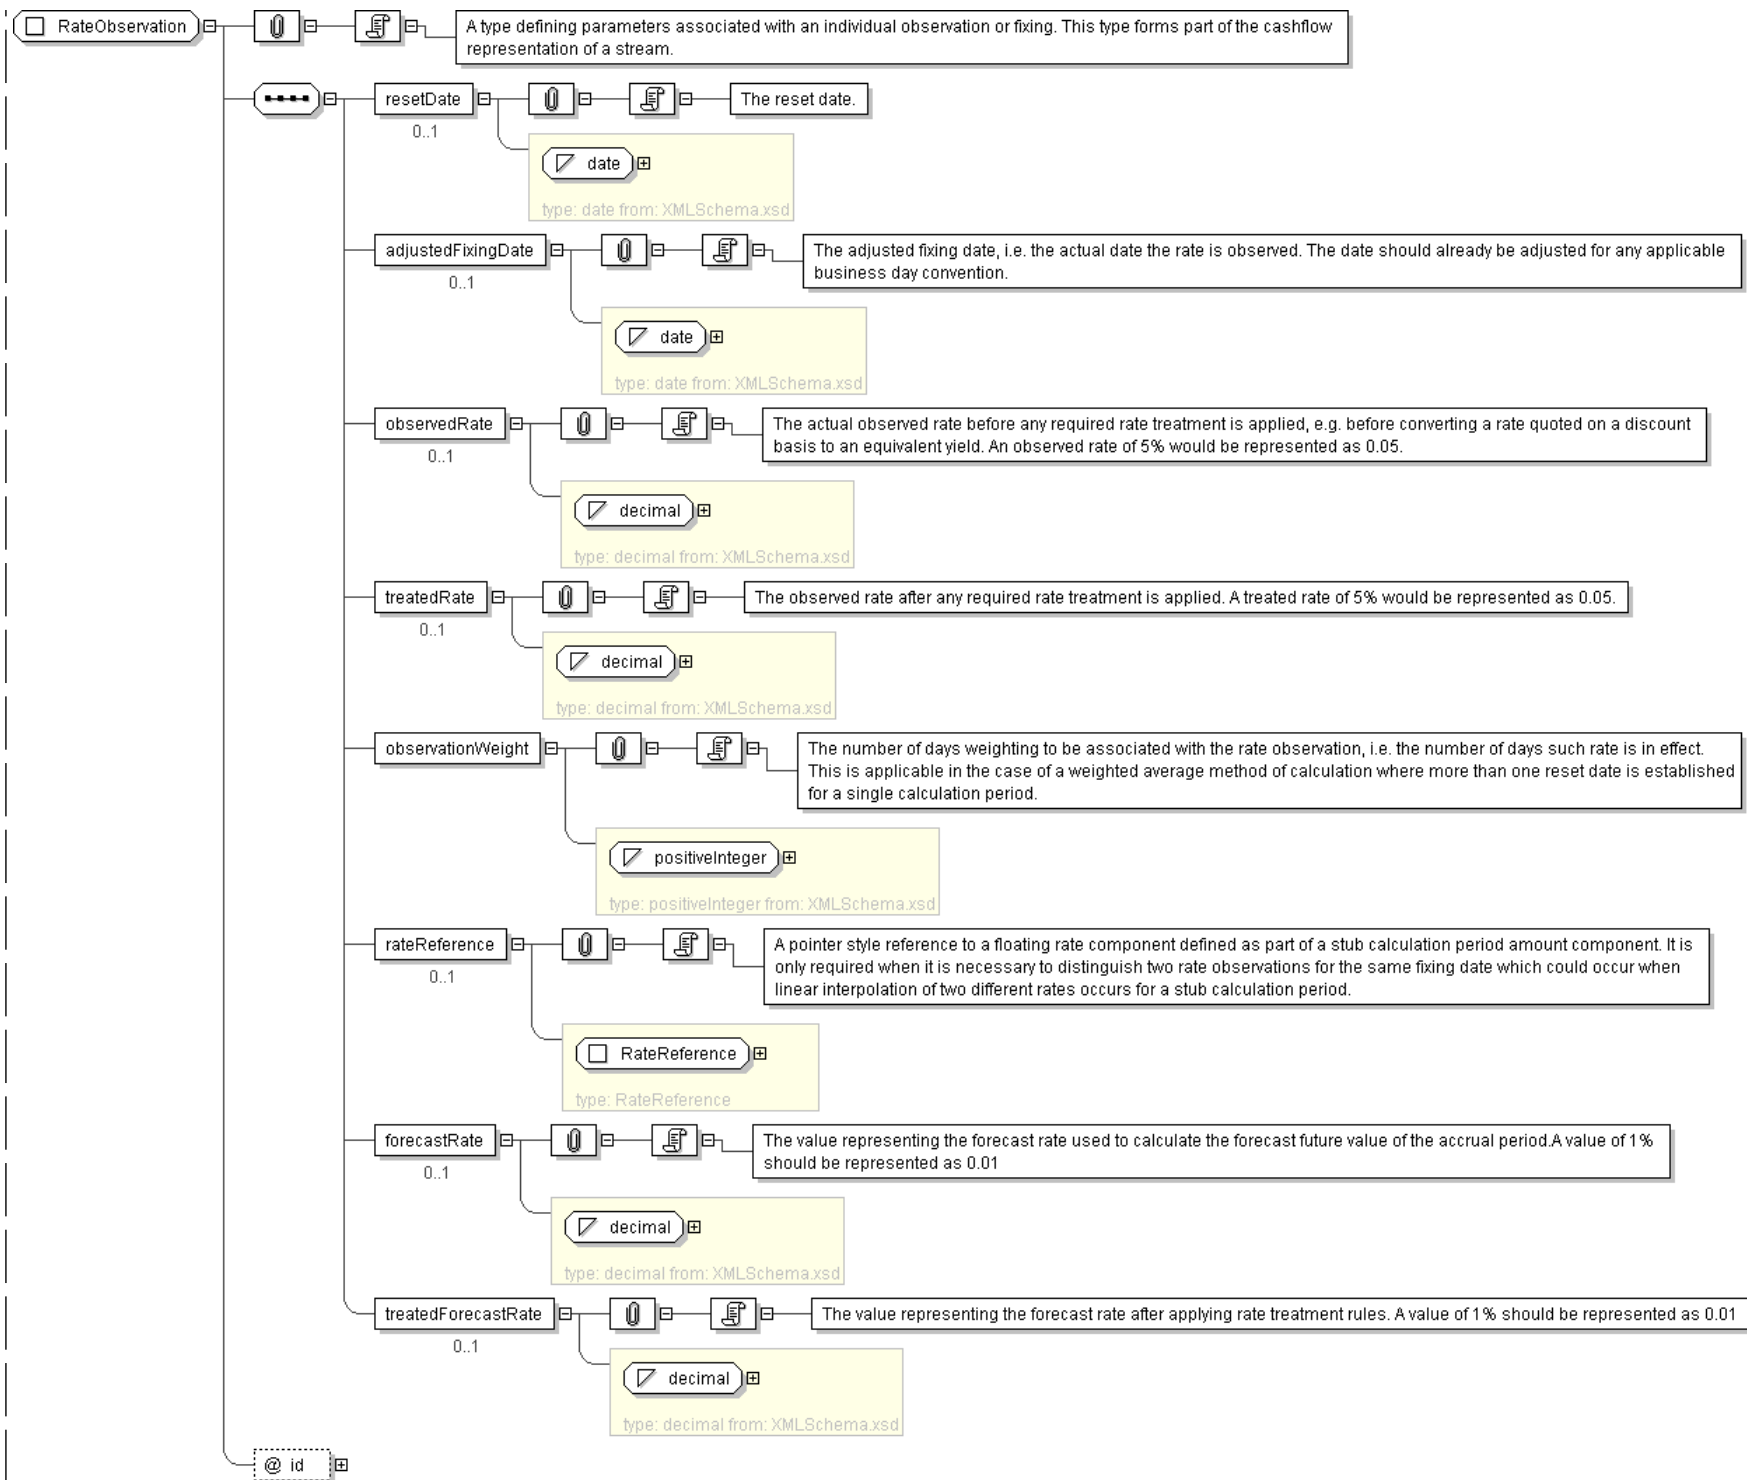 RateObservation
A type defining parameters associated with an individual observation or fixing. This type forms part of the cashflow
representation of a stream.
resetDate
The reset date.
0..1
date
type: date from: XMLSchema.xsd
adjustedFixingDate
The adjusted fixing date, i.e. the actual date the rate is observed. The date should already be adjusted for any applicable
business day convention.
0..1
date
type: date from: XMLSchema.xsd
observedRate
The actual observed rate before any required rate treatment is applied, e.g. before converting a rate quoted on a discount
basis to an equivalent yield. An observed rate of 5% would be represented as 0.05.
0..1
decimal
type: decimal from: XMLSchema.xsd
treatedRate
The observed rate after any required rate treatment is applied. A treated rate of 5% would be represented as 0.05.
0..1
decimal
type: decimal from: XMLSchema.xsd
observationWeight
The number of days weighting to be associated with the rate observation, i.e. the number of days such rate is in effect.
This is applicable in the case of a weighted average method of calculation where more than one reset date is established
for a single calculation period.
positiveInteger
type: positiveInteger from: XMLSchema.xsd
rateReference
A pointer style reference to a floating rate component defined as part of a stub calculation period amount component. It is
only required when it is necessary to distinguish two rate observations for the same fixing date which could occur when
linear interpolation of two different rates occurs for a stub calculation period.
0..1
RateReference
type: RateReference
forecastRate
The value representing the forecast rate used to calculate the forecast future value of the accrual period.A value of 1%
should be represented as 0.01
0..1
decimal
type: decimal from: XMLSchema.xsd
treatedForecastRate
The value representing the forecast rate after applying rate treatment rules. A value of 1% should be represented as 0.01
0..1
decimal
type: decimal from: XMLSchema.xsd
@ id